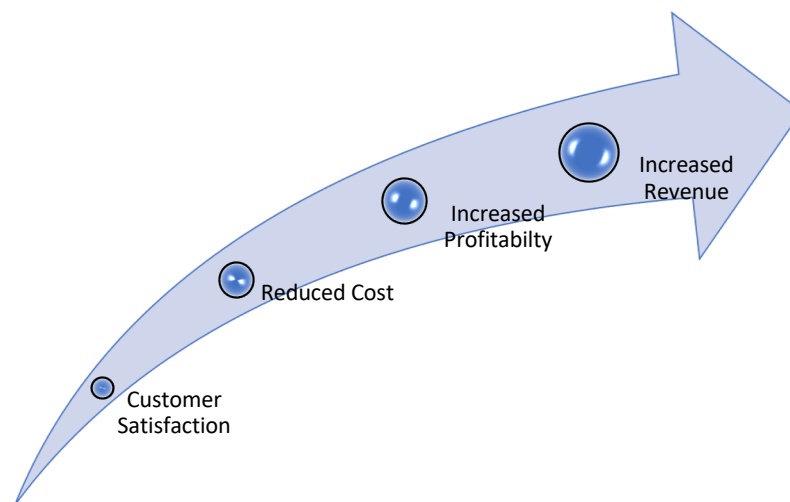 Increased
Revenue
Increased
Profitabilty
Reduced Cost
Customer
Satisfaction